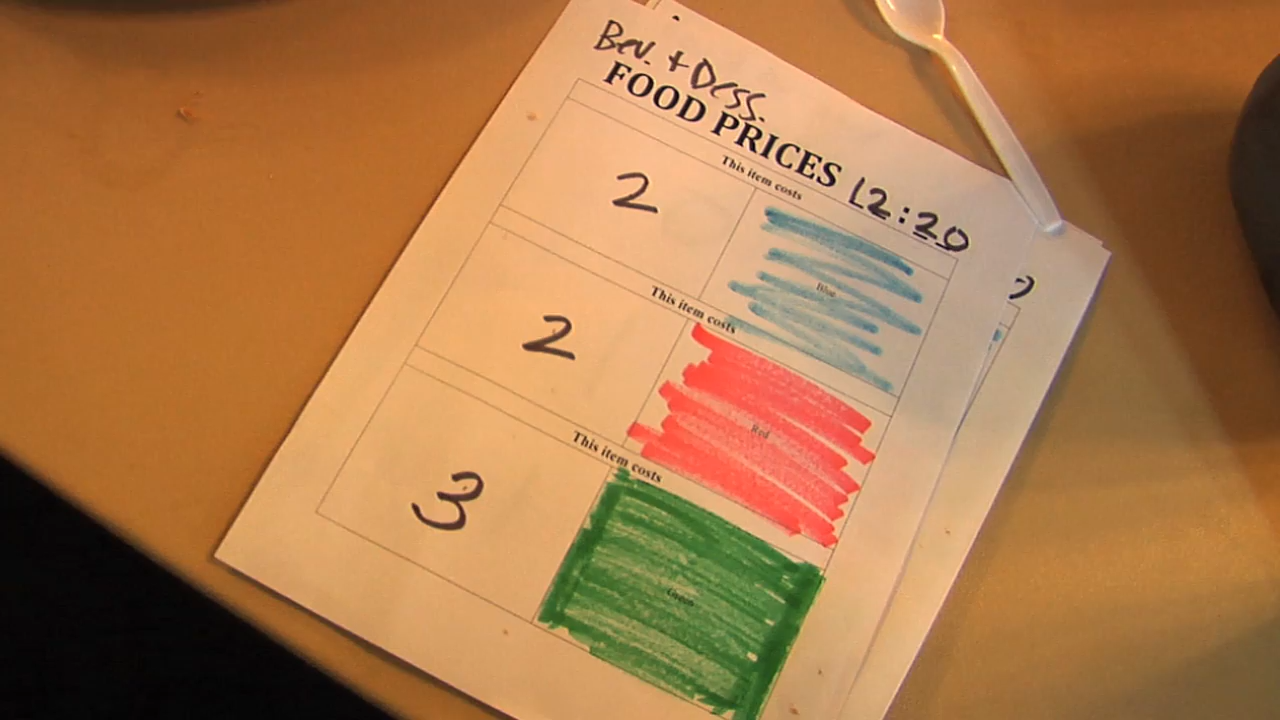 Bev. + Dess.
FOOD PRICES 12:20
This item costs
2 Blue
This item costs
2 Red
This item costs
3 Green